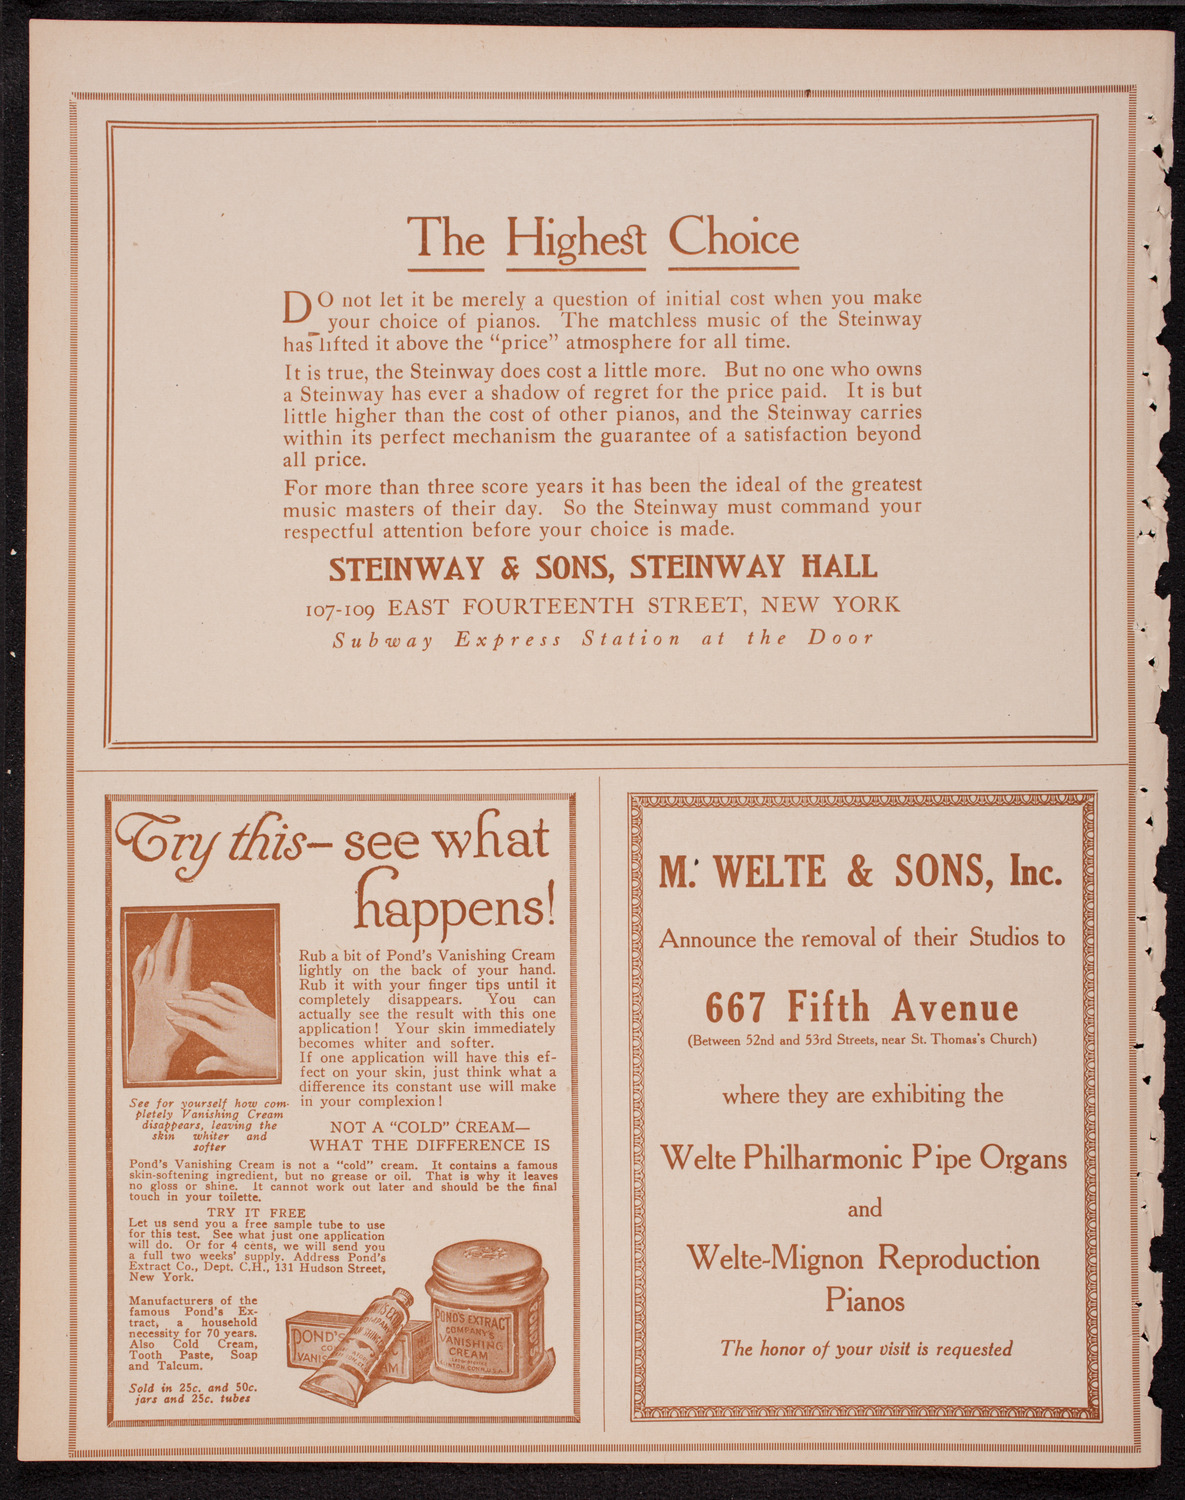 The Highest Choice
DO not let it be merely a question of initial cost when you make
your choice of pianos. The matchless music of the Steinway
has lifted it above the “price” atmosphere for all time.
It is true, the Steinway does cost a little more. But no one who owns
a Steinway has ever a shadow of regret for the price paid. It is but
little higher than the cost of other pianos, and the Steinway carries
within its perfect mechanism the guarantee of a satisfaction beyond
all price.
For more than three score years it has been the ideal of the greatest
music masters of their day. So the Steinway must command your
respectful attention before your choice is made.
STEINWAY & SONS, STEINWAY HALL
107-109 EAST FOURTEENTH STREET, NEW YORK
Subway Express Station at the Door
Try this—see what
happens!
Rub a bit of Pond's Vanishing Cream
lightly on the back of your hand.
Rub it with your finger tips until it
completely disappears. You can
actually see the result with this one
application! Your skin immediately
becomes whiter and softer.
If one application will have this ef-
fect on your skin, just think what a
difference its constant use will make
in your complexion!
See for yourself how com-
pletely Vanishing Cream
disappears, leaving the
skin whiter and
softer
NOT A “COLD” CREAM—
WHAT THE DIFFERENCE IS
Pond's Vanishing Cream is not a “cold” cream. It contains a famous
skin-softening ingredient, but no grease or oil. That is why it leaves
no gloss or shine. It cannot work out later and should be the final
touch in your toilette.
TRY IT FREE
Let us send you a free sample tube to use
for this test. See what just one application
will do. Or for 4 cents, we will send you
a full two weeks' supply. Address Pond's
Extract Co., Dept. C.H., 131 Hudson Street,
New York.
Manufacturers of the
famous Pond's Ex-
tract, a household
necessity for 70 years.
Also Cold Cream,
Tooth Paste, Soap
and Talcum.
Sold in 25c. and 50c.
jars and 25c. tubes
POND'S
VANIS
POND'S EXTRACT
COMPANY'S
VANISHING
CREAM
M. WELTE & SONS, Inc.
Announce the removal of their Studios to
667 Fifth Avenue
(Between 52nd and 53rd Streets, near St. Thomas's Church)
where they are exhibiting the
Welte Philharmonic Pipe Organs
and
Welte-Mignon Reproduction
Pianos
The honor of your visit is requested